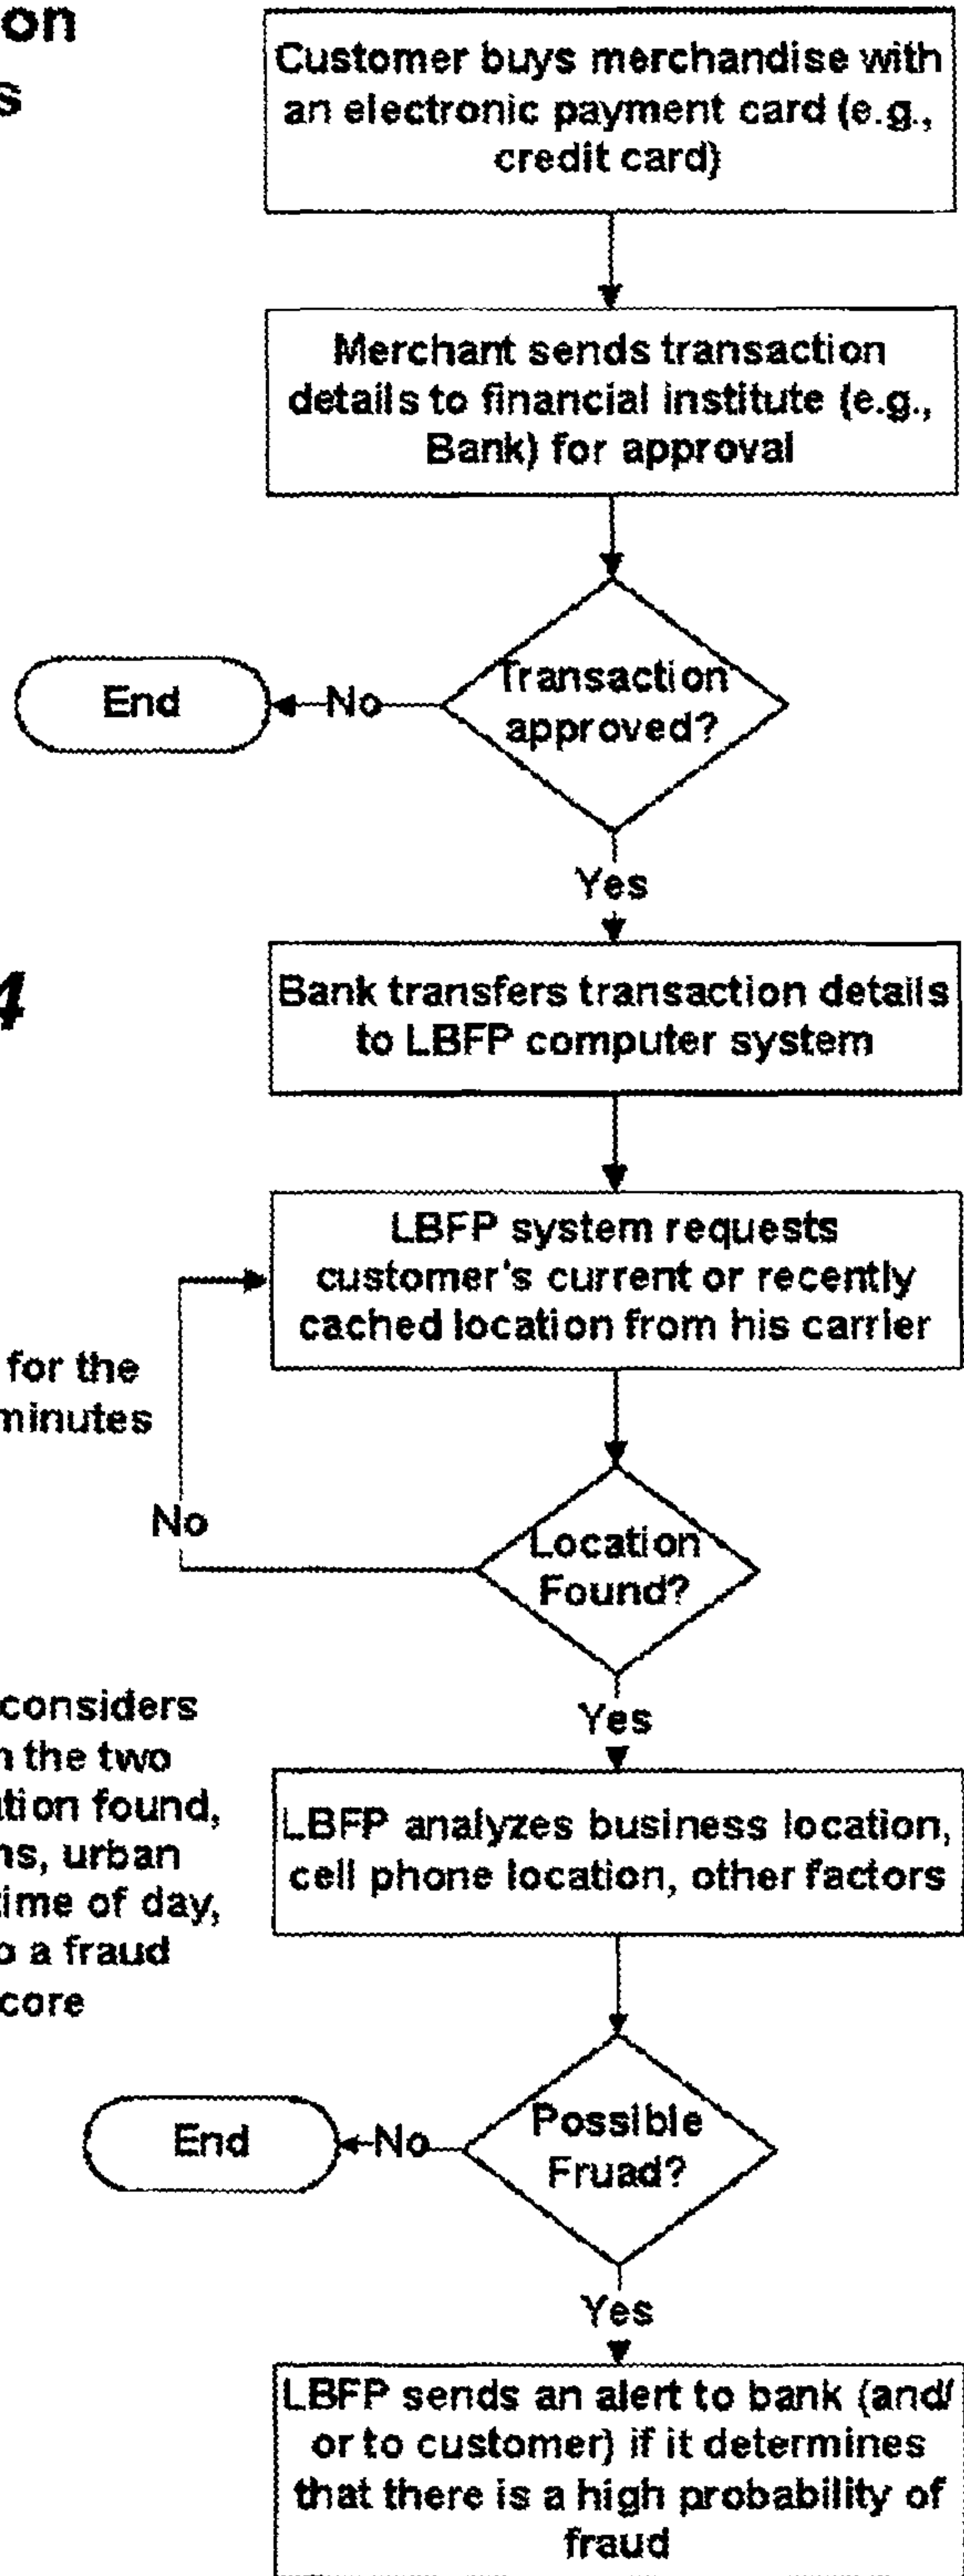 on
s
Customer buys merchandise with
an electronic payment card (e.g.,
credit card)
Merchant sends transaction
details to financial institute (e.g.,
Bank) for approval
Transaction
approved?
No
End
Yes
4
Bank transfers transaction details
to LBFP computer system
LBFP system requests
customer's current or recently
cached location from his carrier
for the
minutes
No
Location
Found?
Yes
considers
n the two
ation found,
ns, urban
time of day,
o a fraud
core
LBFP analyzes business location,
cell phone location, other factors
Possible
Fruad?
No
End
Yes
LBFP sends an alert to bank (and/
or to customer) if it determines
that there is a high probability of
fraud